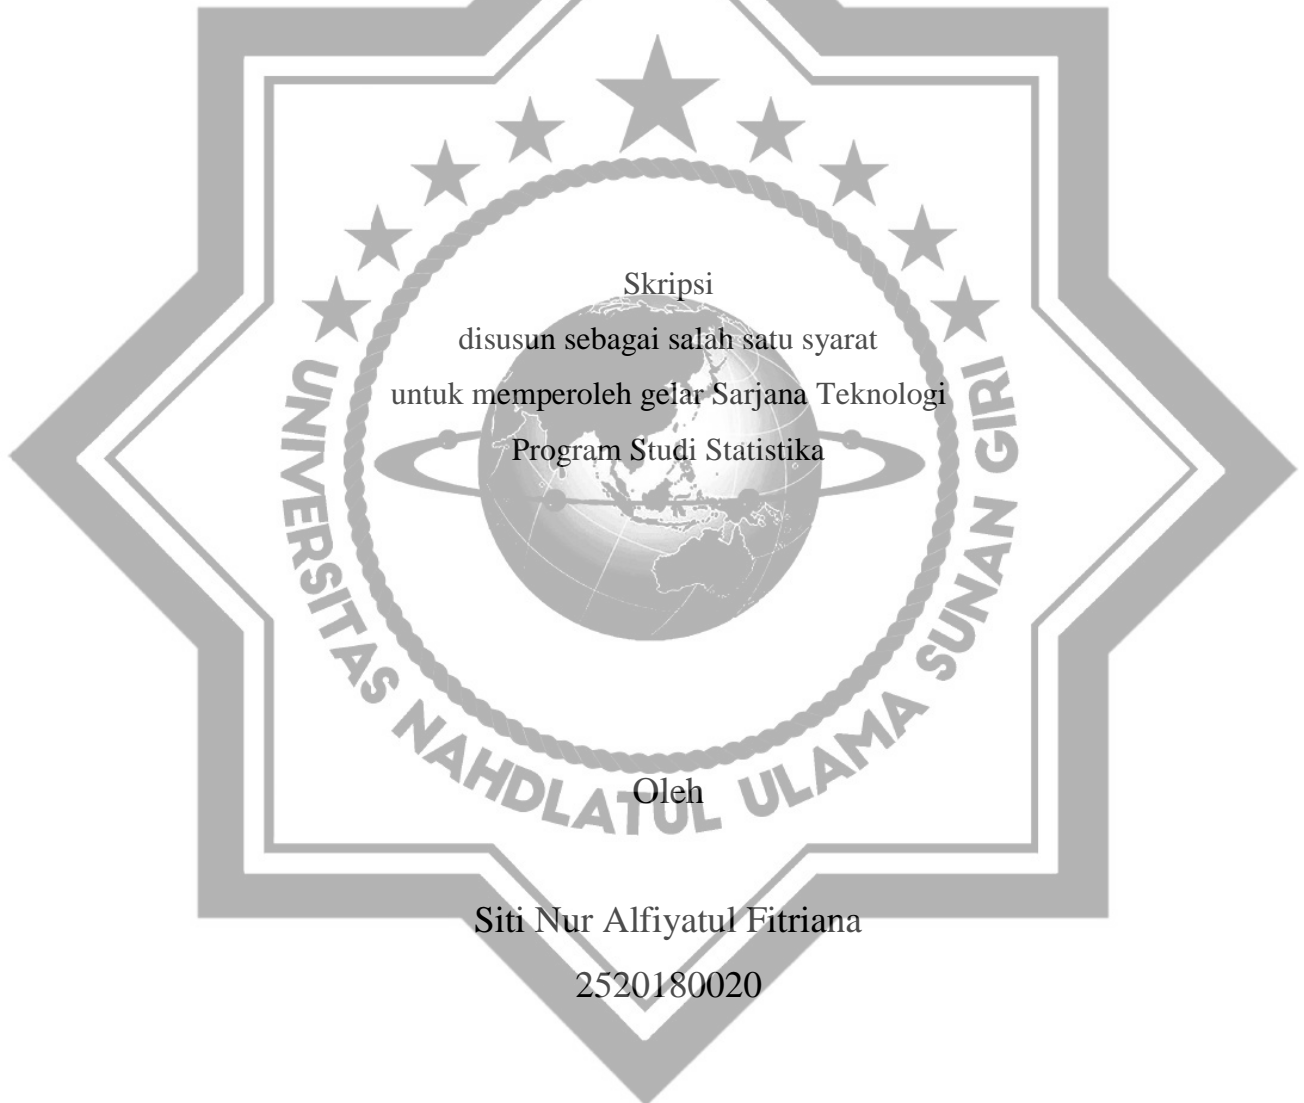 Skripsi
disusun sebagai salah satu syarat
untuk memperoleh gelar Sarjana Teknologi
Program Studi Statistika
UNIVERSITAS NAHDLATUL ULAMA SUNAN GIRI
Oleh
Siti Nur Alfiyatul Fitriana
2520180020